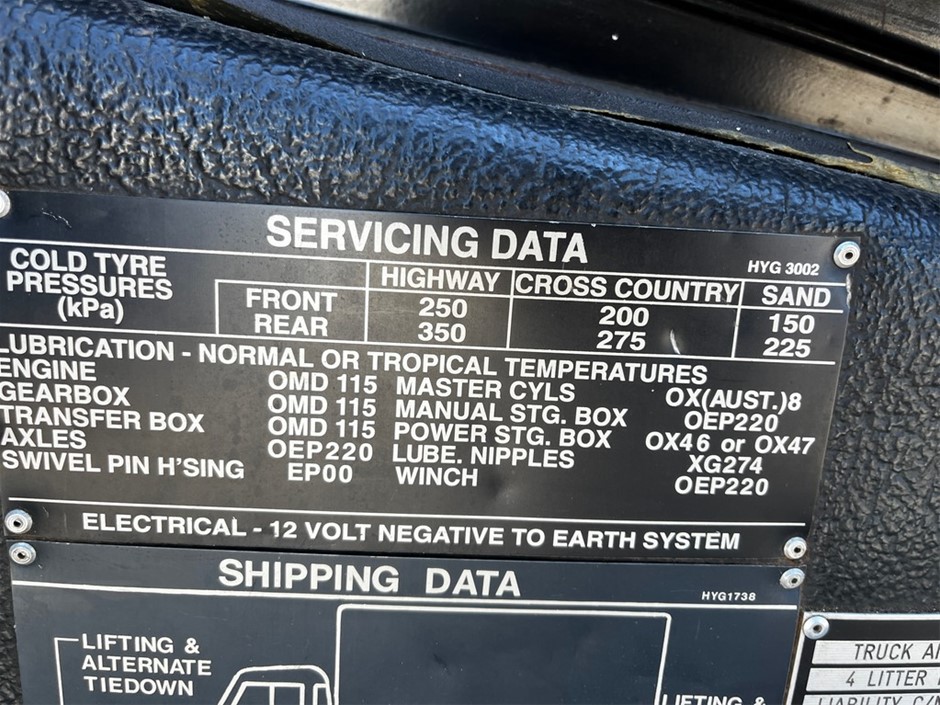 SERVICING DATA
HYG 3002
COLD TYRE
PRESSURES
(kPa)
HIGHWAY CROSS COUNTRY SAND
FRONT 250 200 150
REAR 350 275 225
LUBRICATION - NORMAL OR TROPICAL TEMPERATURES
ENGINE OMD 115 MASTER CYLS OX(AUST.)8
GEARBOX OMD 115 MANUAL STG. BOX OEP220
TRANSFER BOX OMD 115 POWER STG. BOX OX46 or OX47
AXLES OEP220 LUBE. NIPPLES XG274
SWIVEL PIN H'SING EP00 WINCH OEP220
ELECTRICAL - 12 VOLT NEGATIVE TO EARTH SYSTEM
SHIPPING DATA
HYG1738
LIFTING &
ALTERNATE
TIEDOWN
LIFTING &
TRUCK
4 LITTER
LIABILITY